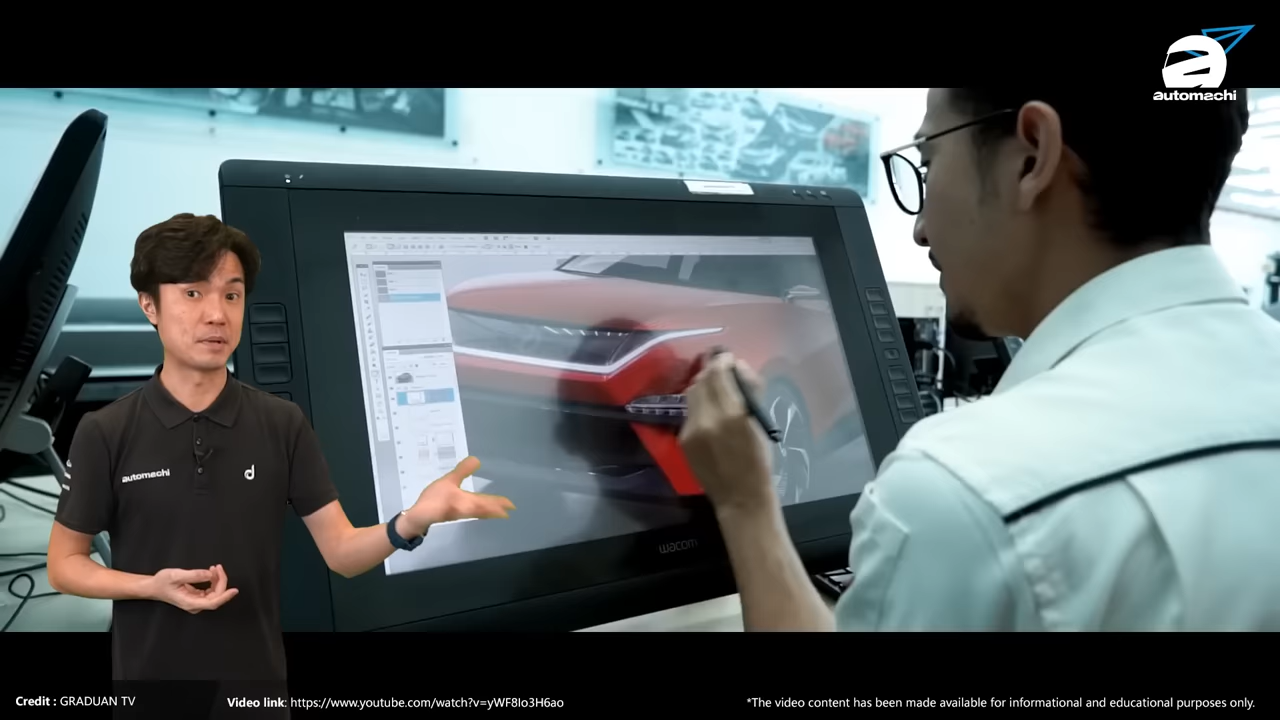 automachi
wacom
automachi
d
Credit : GRADUAN TV
Video link: https://www.youtube.com/watch?v=yWF8Io3H6ao
*The video content has been made available for informational and educational purposes only.